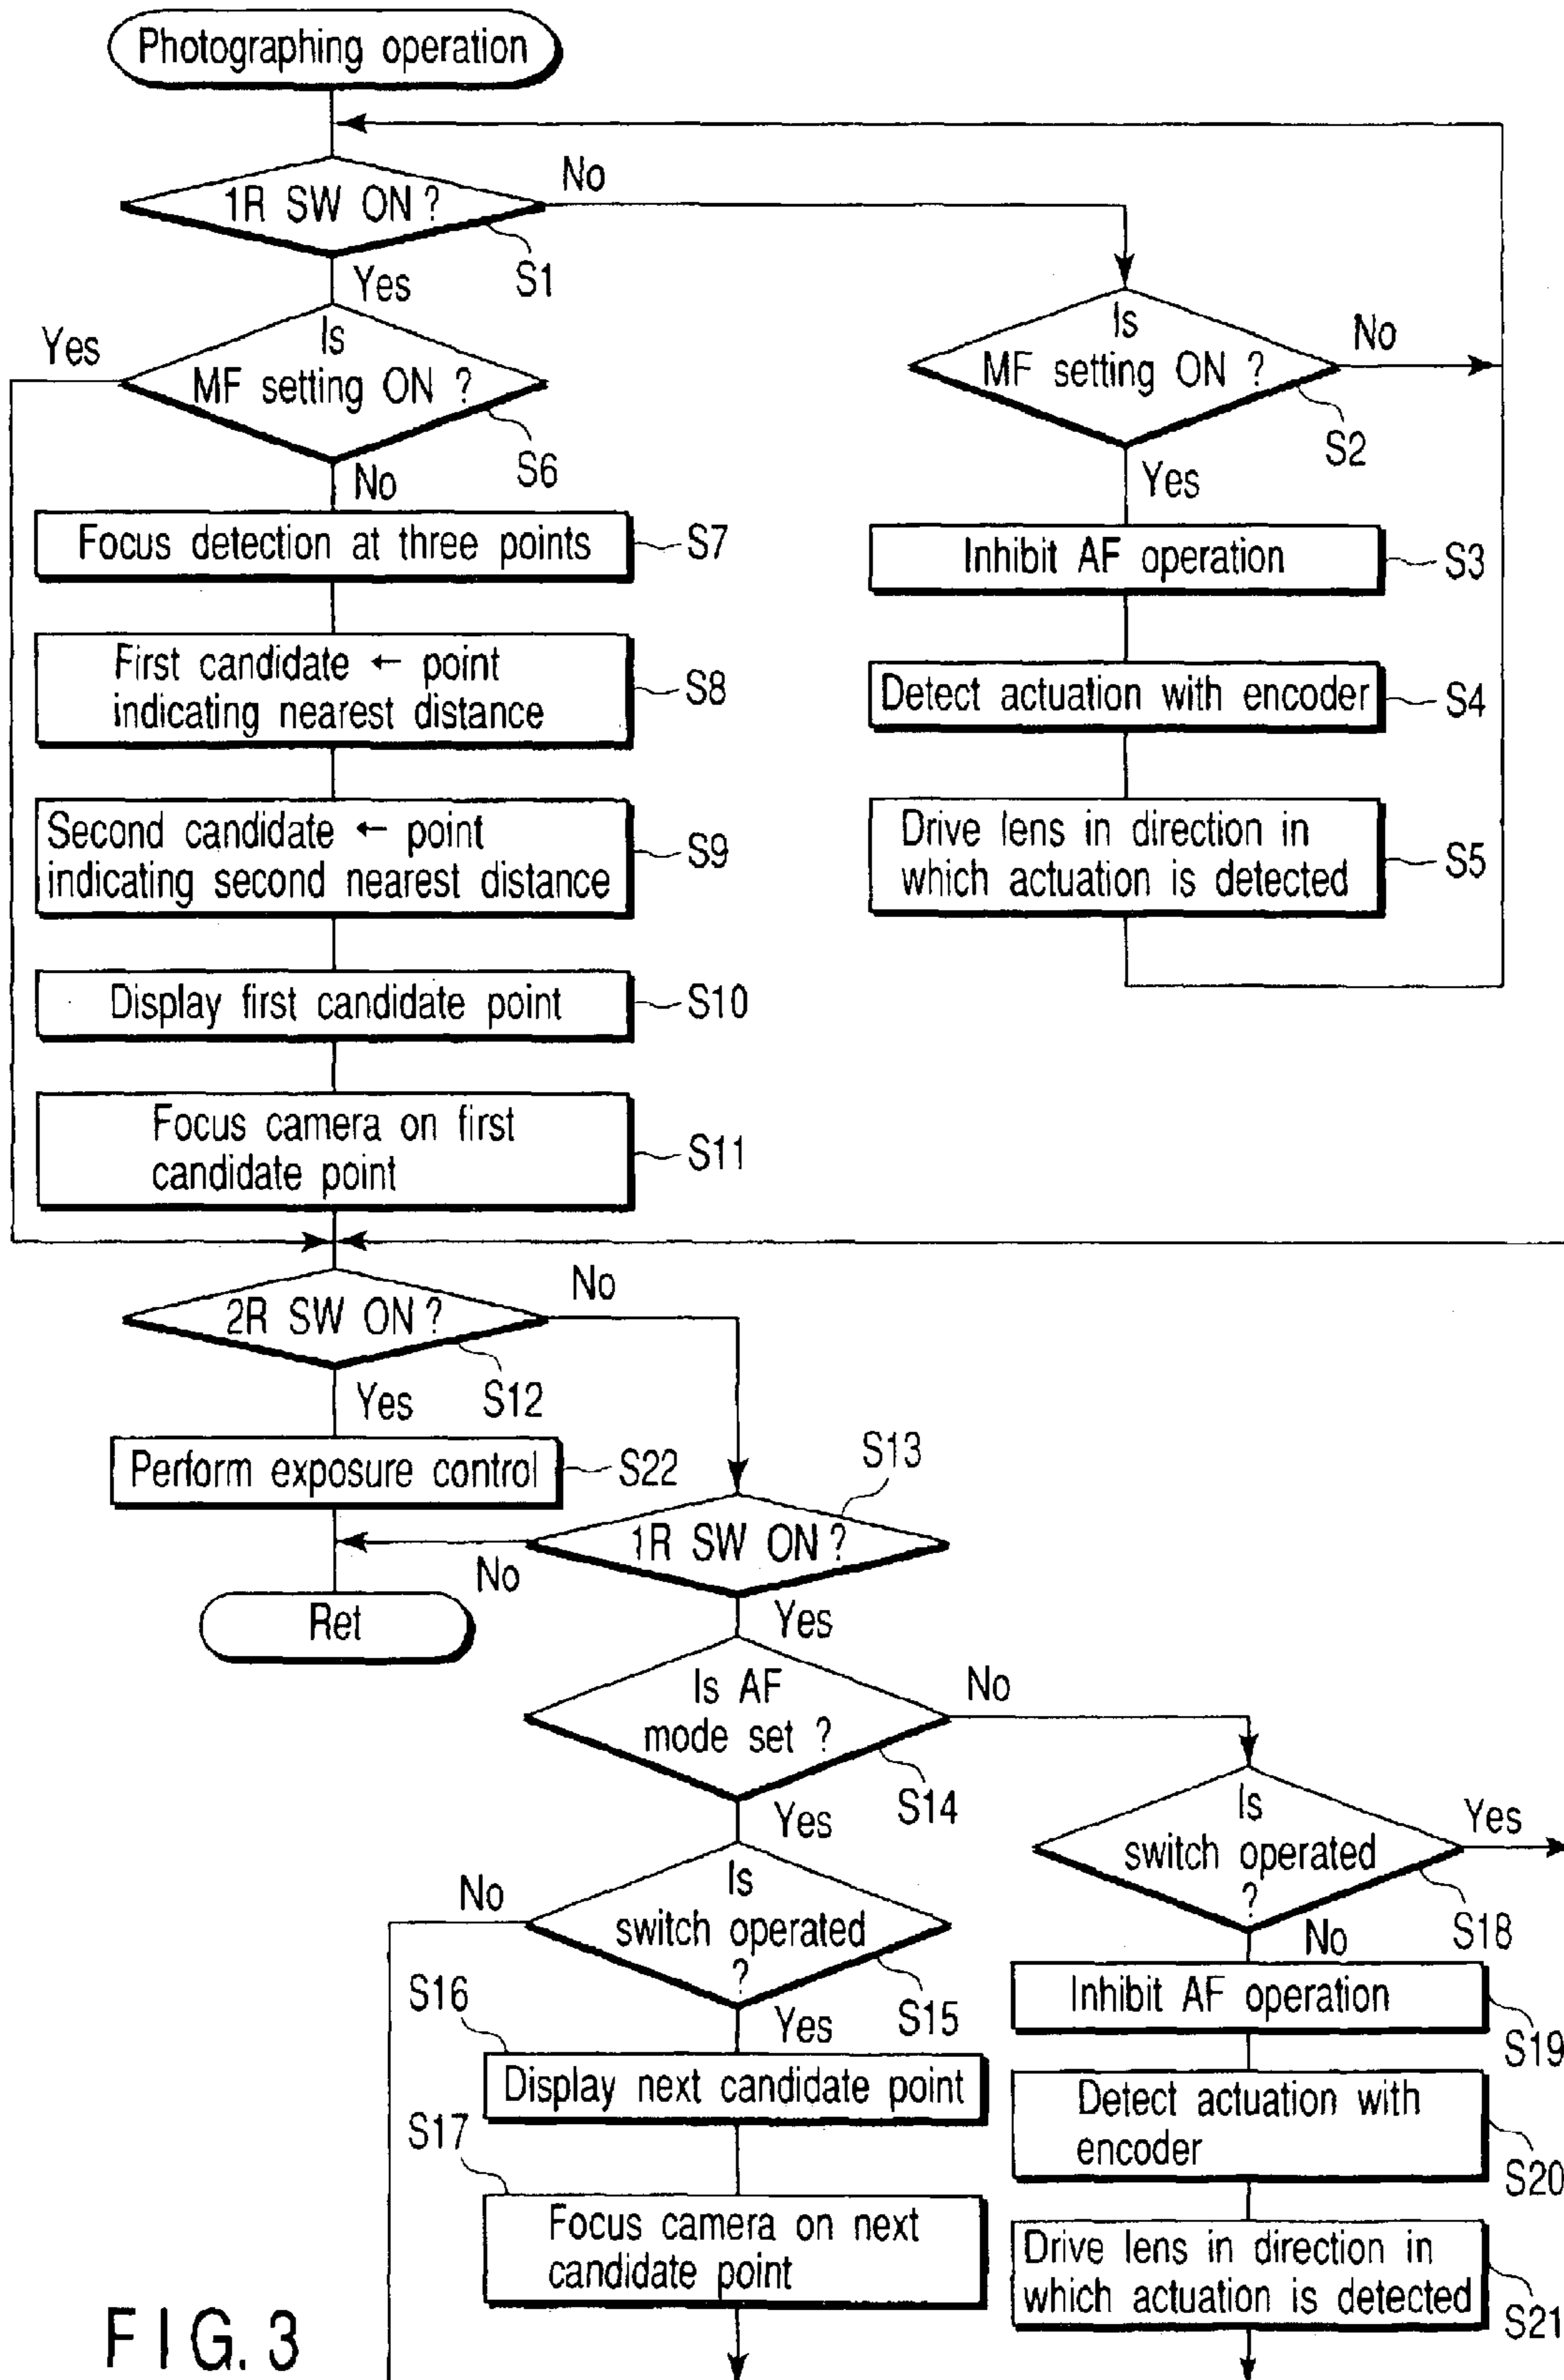 Photographing operation
1R SW ON ?
No
S1
Yes
Is
MF setting ON ?
No
S2
Yes
Inhibit AF operation
S3
Detect actuation with encoder
S4
Drive lens in direction in
which actuation is detected
S5
Yes
Is
MF setting ON ?
S6
No
Focus detection at three points
S7
First candidate ← point
indicating nearest distance
S8
Second candidate ← point
indicating second nearest distance
S9
Display first candidate point
S10
Focus camera on first
candidate point
S11
2R SW ON ?
No
S12
Yes
Perform exposure control
S22
S13
1R SW ON ?
No
Ret
Yes
Is AF
mode set ?
No
S14
Yes
Is
switch operated
?
No
S15
Yes
S16
Display next candidate point
S17
Focus camera on next
candidate point
Is
switch operated
?
Yes
S18
No
Inhibit AF operation
S19
Detect actuation with
encoder
S20
Drive lens in direction in
which actuation is detected
S21
FIG. 3